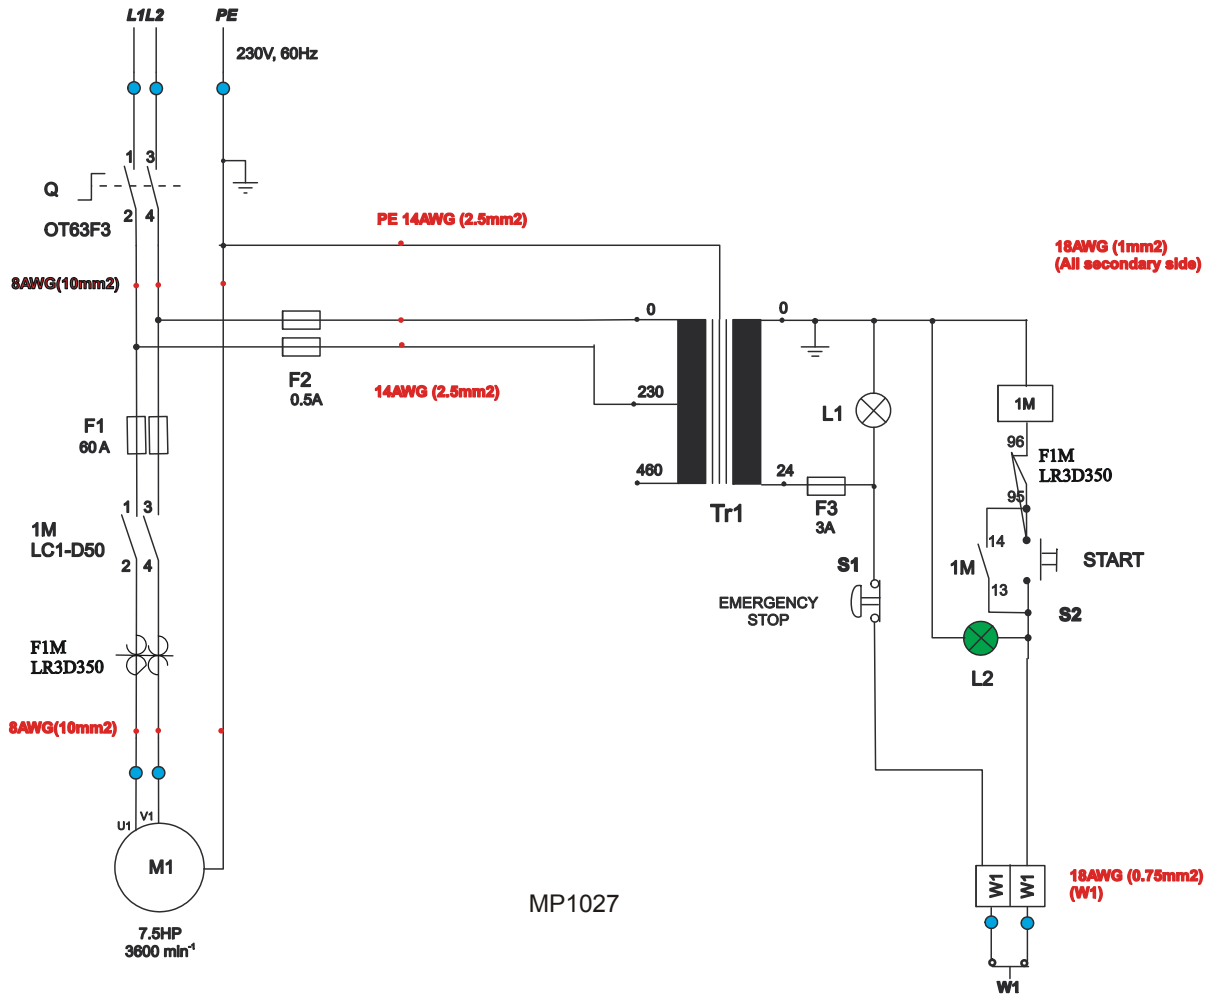 L1L2
PE
230V, 60Hz
1 3
Q
2 4
OT63F3
PE 14AWG (2.5mm2)
18AWG (1mm2)
(All secondary side)
8AWG(10mm2)
0
0
F2
0.5A
14AWG (2.5mm2)
230
L1
1M
F1
60 A
96
F1M
LR3D350
460
24
95
Tr1
F3
3A
1 3
1M
LC1-D50
2 4
14
1M
START
S1
13
EMERGENCY
STOP
S2
F1M
LR3D350
L2
8AWG(10mm2)
U1
V1
M1
W1
W1
18AWG (0.75mm2)
(W1)
MP1027
7.5HP
3600 min-1
W1